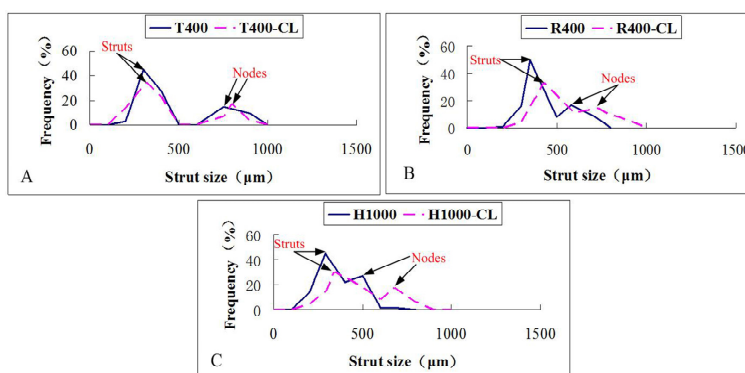 T400 T400-CL
Frequency (%)
60
40
20
0
Struts
Nodes
0 500 1000 1500
A
Strut size (μm)
R400 R400-CL
Frequency (%)
60
40
20
0
Struts
Nodes
0 500 1000 1500
B
Strut size (μm)
H1000 H1000-CL
Frequency (%)
60
40
20
0
Struts
Nodes
0 500 1000 1500
C
Strut size (μm)